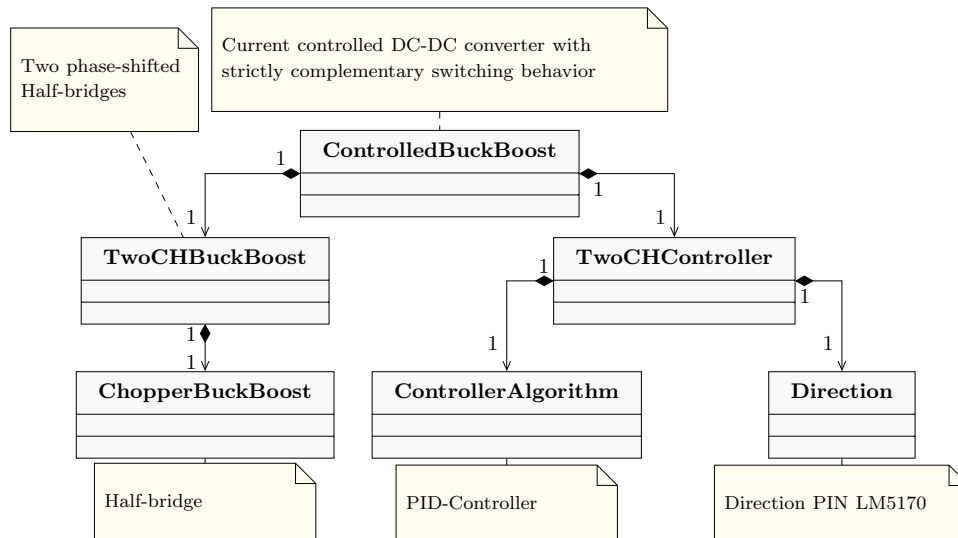 Current controlled DC-DC converter with
strictly complementary switching behavior
Two phase-shifted
Half-bridges
ControlledBuckBoost
1
1
1
1
TwoCHBuckBoost
TwoCHController
1
1
1
1
1
1
ChopperBuckBoost
ControllerAlgorithm
Direction
Half-bridge
PID-Controller
Direction PIN LM5170